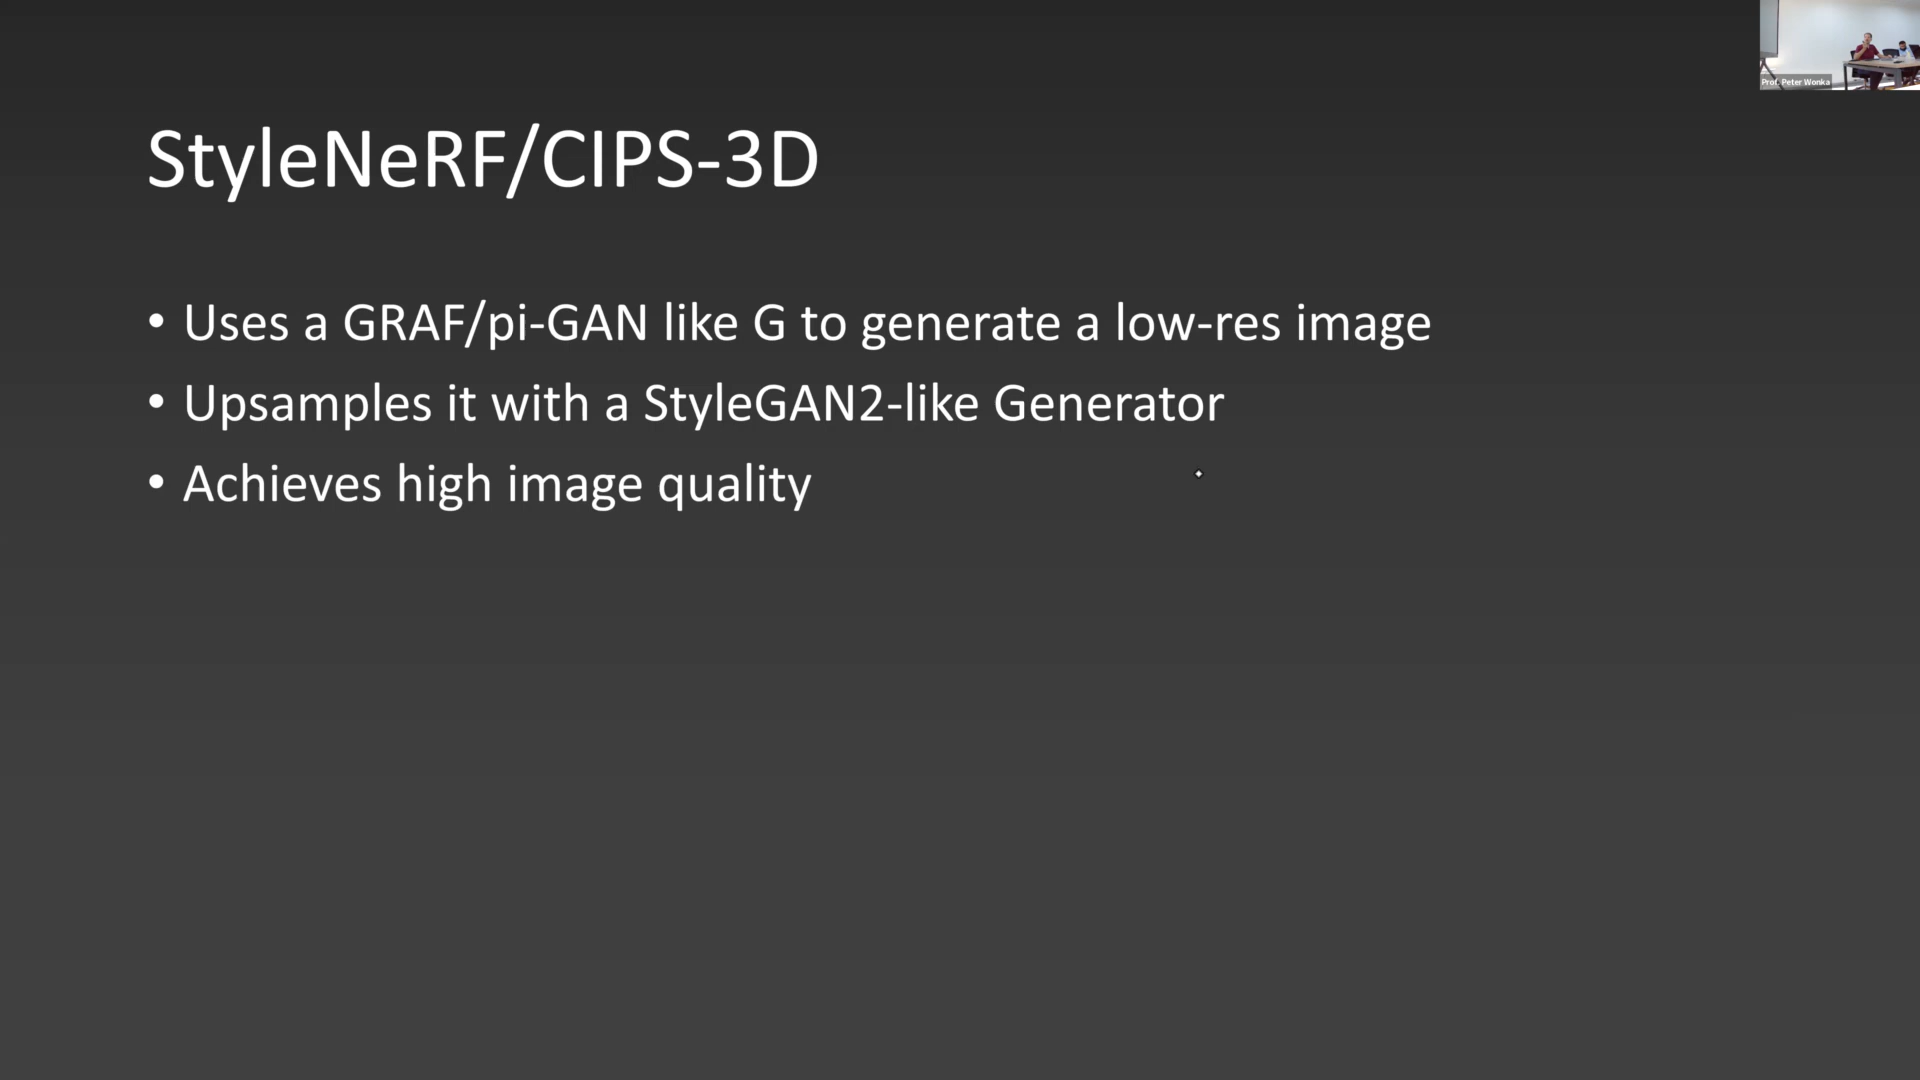 Prof. Peter Wonka
StyleNeRF/CIPS-3D
• Uses a GRAF/pi-GAN like G to generate a low-res image
• Upsamples it with a StyleGAN2-like Generator
• Achieves high image quality